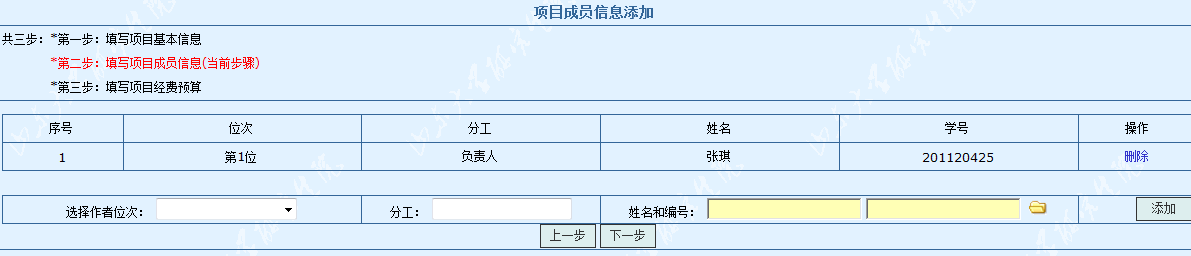 项目成员信息添加
共三步：*第一步：填写项目基本信息
*第二步：填写项目成员信息(当前步骤)
*第三步：填写项目经费预算
序号 位次 分工 姓名 学号 操作
1 第1位 负责人 张琪 201120425 删除
选择作者位次： 分工： 姓名和编号： 添加
上一步 下一步